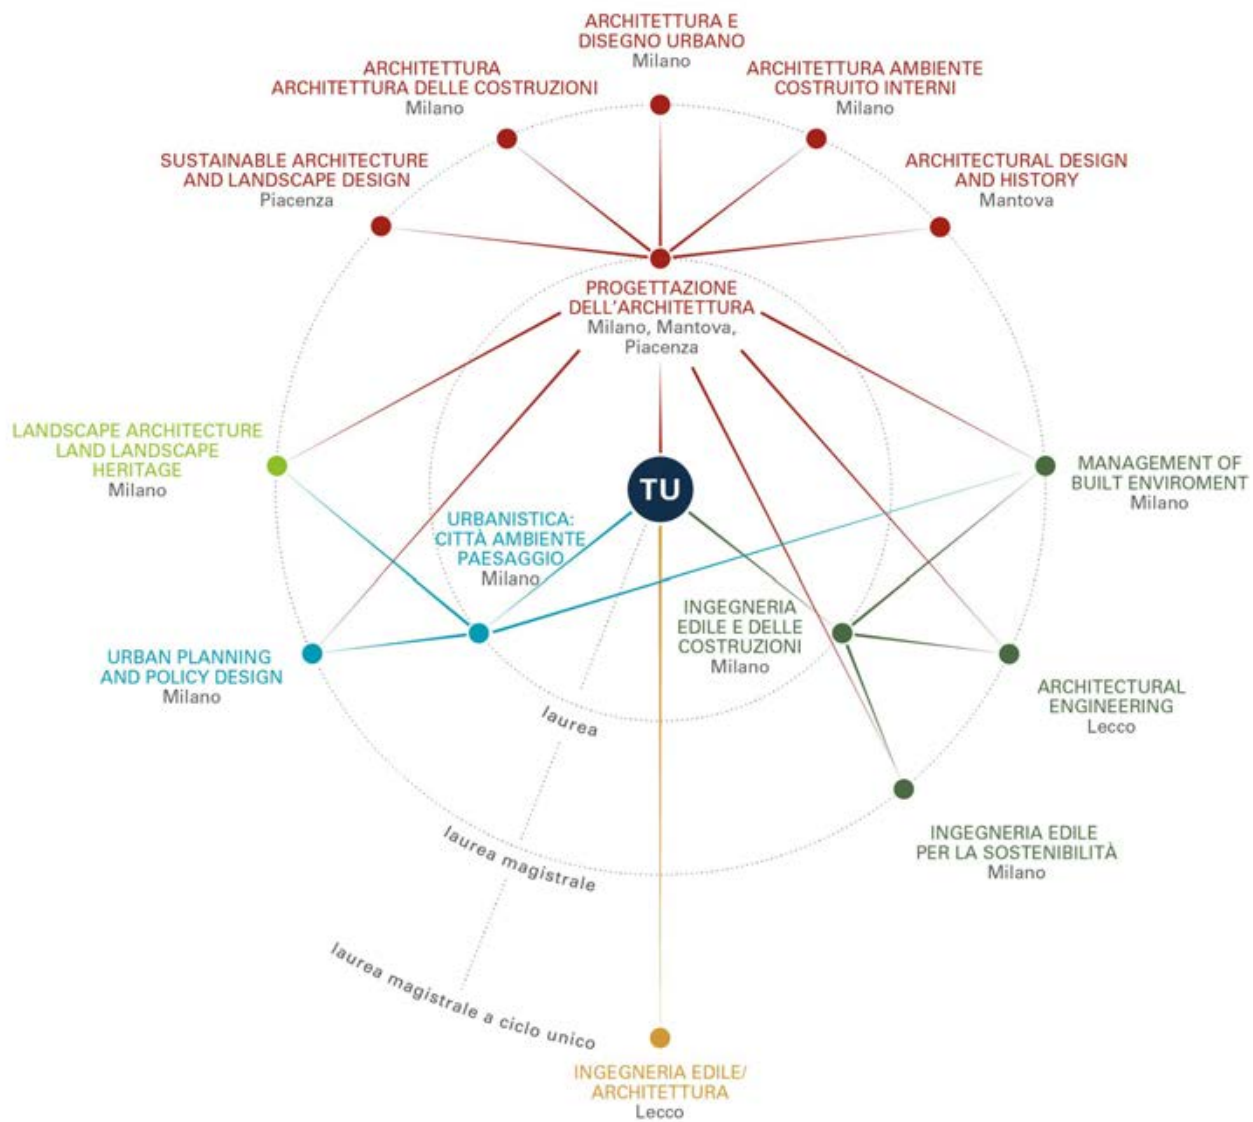 ARCHITETTURA E
DISEGNO URBANO
Milano
ARCHITETTURA
ARCHITETTURA DELLE COSTRUZIONI
Milano
ARCHITETTURA AMBIENTE
COSTRUITO INTERNI
Milano
SUSTAINABLE ARCHITECTURE
AND LANDSCAPE DESIGN
Piacenza
ARCHITECTURAL DESIGN
AND HISTORY
Mantova
PROGETTAZIONE
DELL'ARCHITETTURA
Milano, Mantova,
Piacenza
LANDSCAPE ARCHITECTURE
LAND LANDSCAPE
HERITAGE
Milano
MANAGEMENT OF
BUILT ENVIROMENT
Milano
TU
URBANISTICA:
CITTÀ AMBIENTE
PAESAGGIO
Milano
INGEGNERIA
EDILE E DELLE
COSTRUZIONI
Milano
URBAN PLANNING
AND POLICY DESIGN
Milano
ARCHITECTURAL
ENGINEERING
Lecco
laurea
INGEGNERIA EDILE
PER LA SOSTENIBILITÀ
Milano
laurea magistrale
laurea magistrale a ciclo unico
INGEGNERIA EDILE/
ARCHITETTURA
Lecco